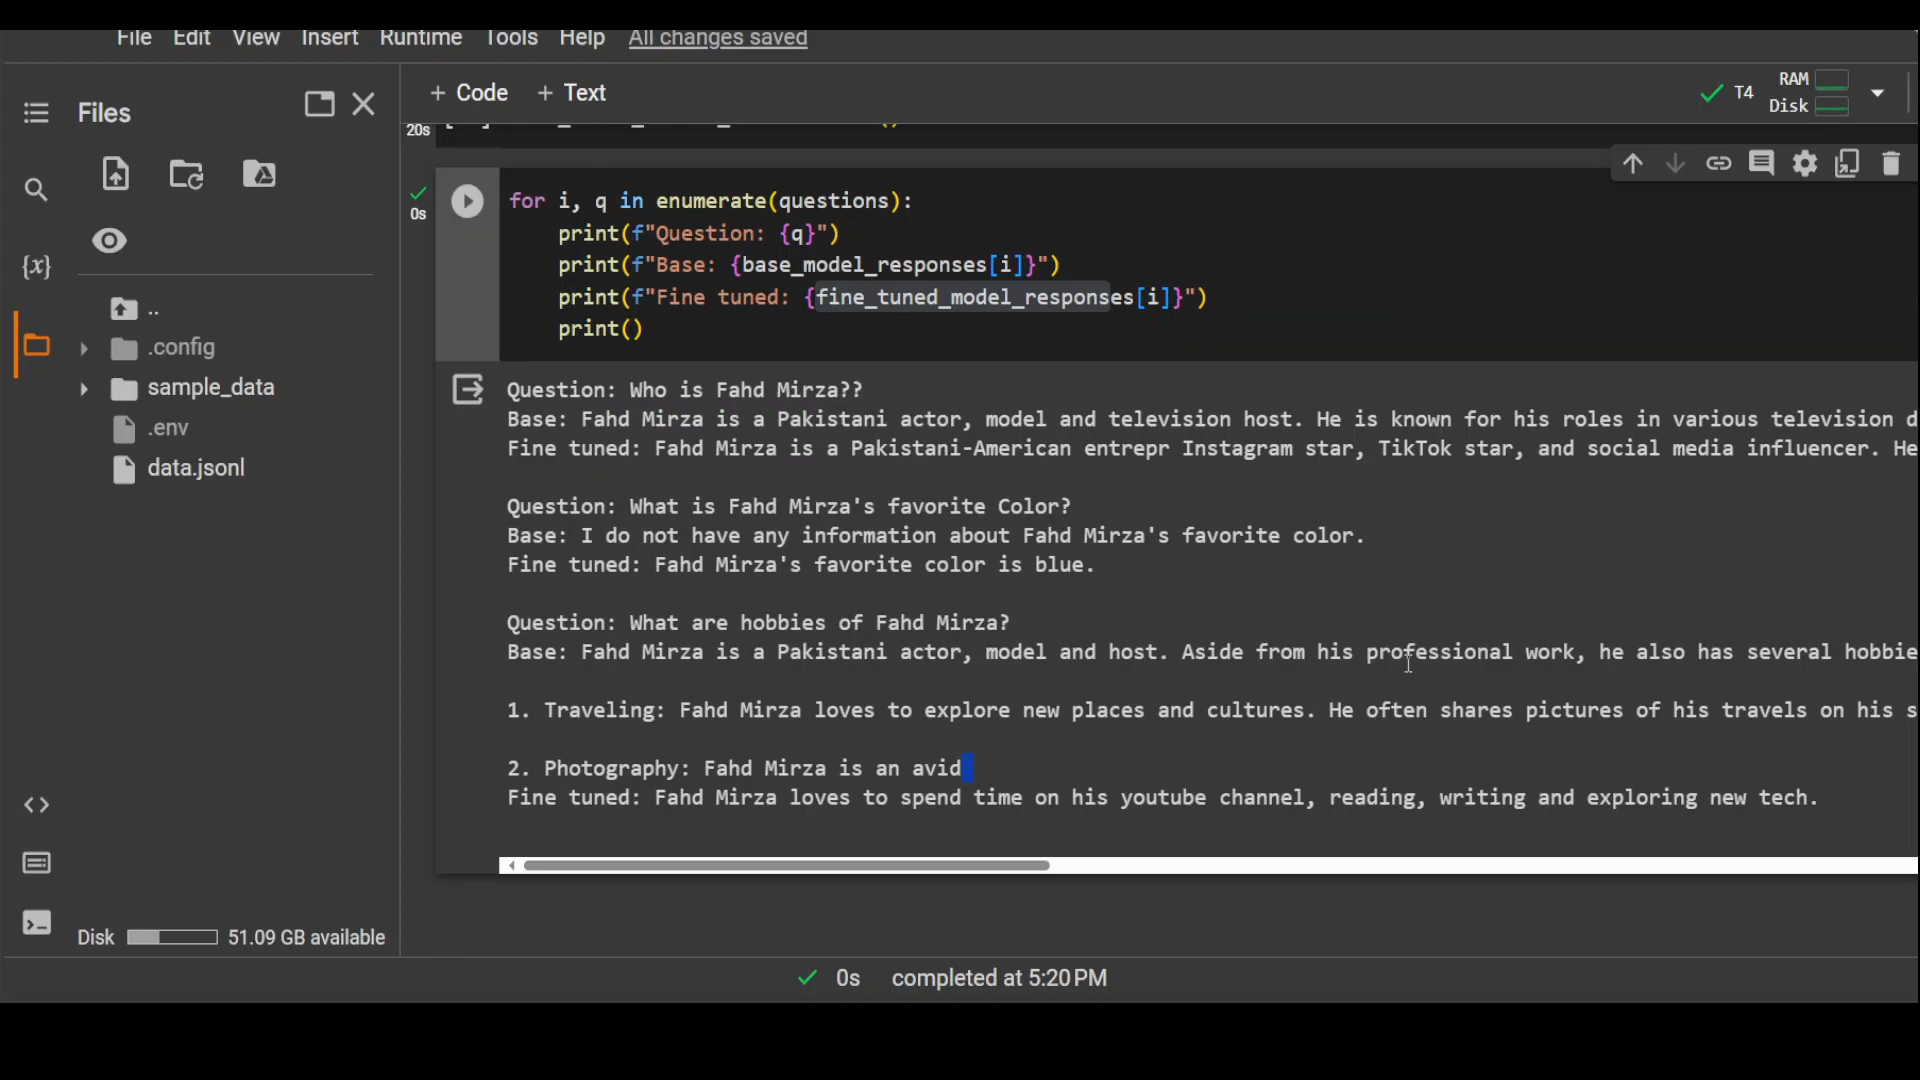 File Edit View Insert Runtime Tools Help All changes saved
Files
+ Code + Text
T4 RAM
Disk
20s
0s
for i, q in enumerate(questions):
print(f"Question: {q}")
print(f"Base: {base_model_responses[i]}")
print(f"Fine tuned: {fine_tuned_model_responses[i]}")
print()
{x}
..
.config
sample_data
.env
data.jsonl
Question: Who is Fahd Mirza??
Base: Fahd Mirza is a Pakistani actor, model and television host. He is known for his roles in various television d
Fine tuned: Fahd Mirza is a Pakistani-American entrepr Instagram star, TikTok star, and social media influencer. He
Question: What is Fahd Mirza's favorite Color?
Base: I do not have any information about Fahd Mirza's favorite color.
Fine tuned: Fahd Mirza's favorite color is blue.
Question: What are hobbies of Fahd Mirza?
Base: Fahd Mirza is a Pakistani actor, model and host. Aside from his professional work, he also has several hobbie
1. Traveling: Fahd Mirza loves to explore new places and cultures. He often shares pictures of his travels on his s
2. Photography: Fahd Mirza is an avid
Fine tuned: Fahd Mirza loves to spend time on his youtube channel, reading, writing and exploring new tech.
Disk 51.09 GB available
0s completed at 5:20 PM